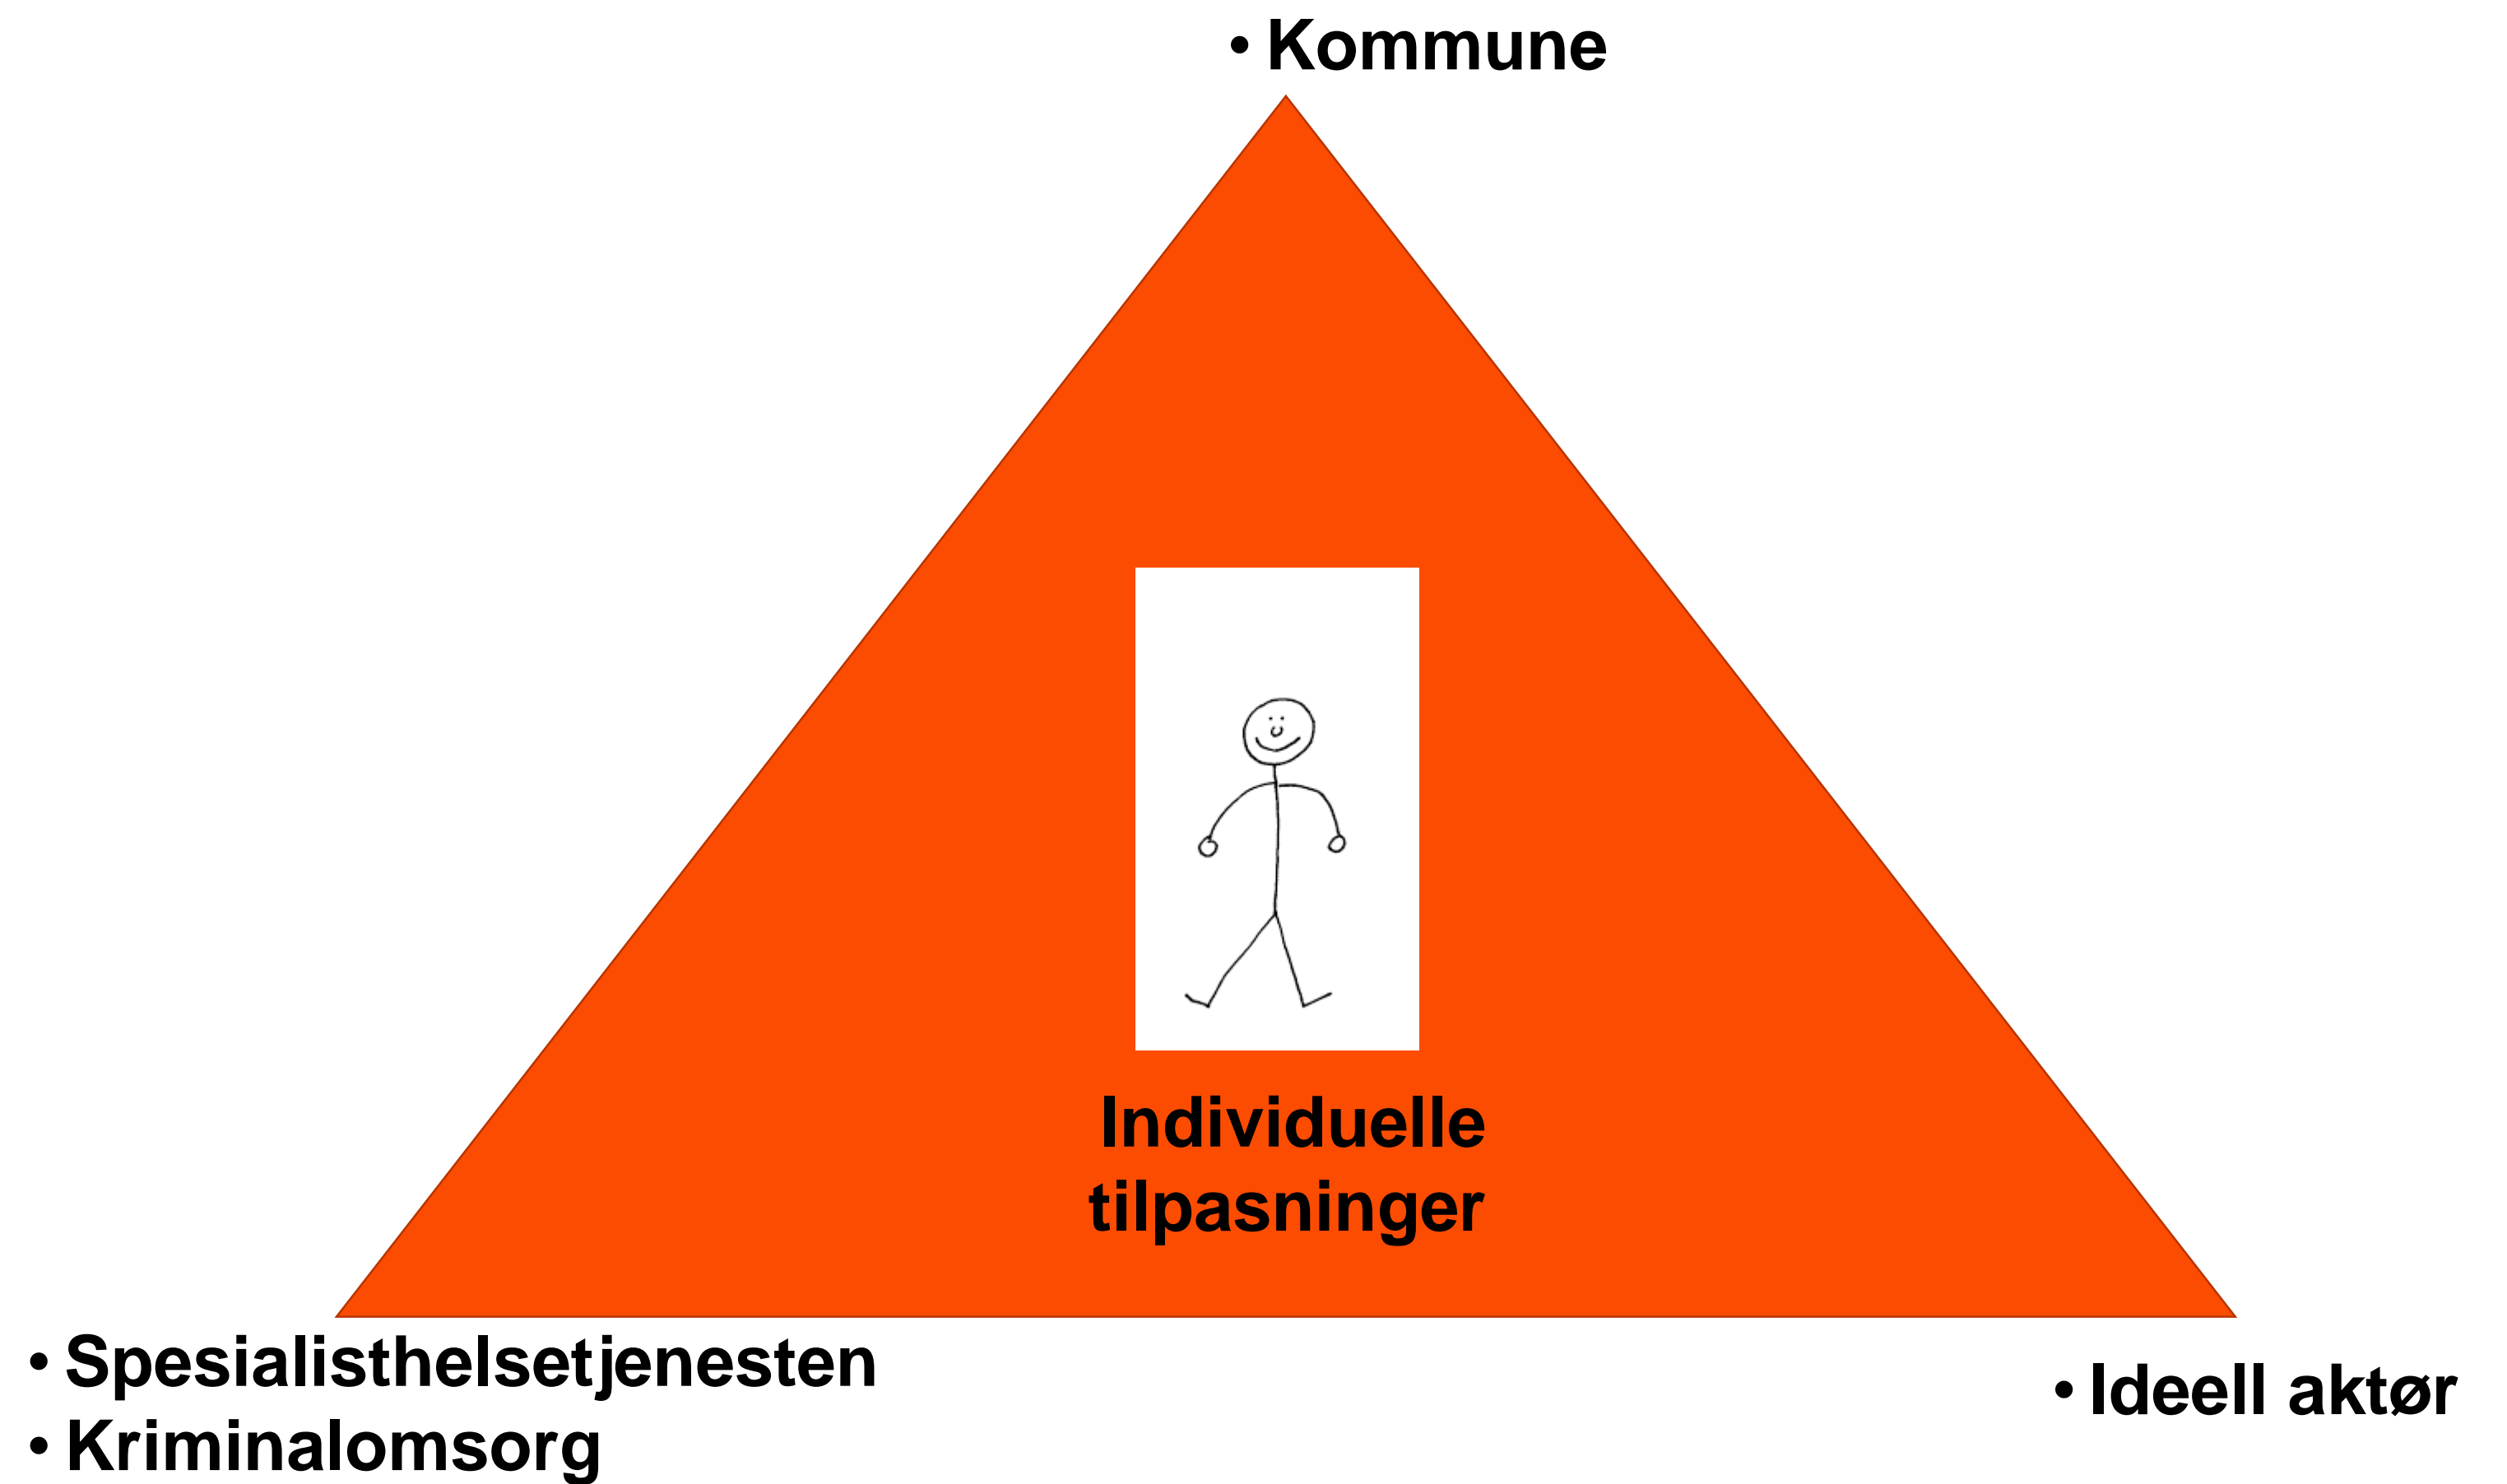 • Kommune
Individuelle
tilpasninger
• Spesialisthelsetjenesten
• Kriminalomsorg
• Ideell aktør